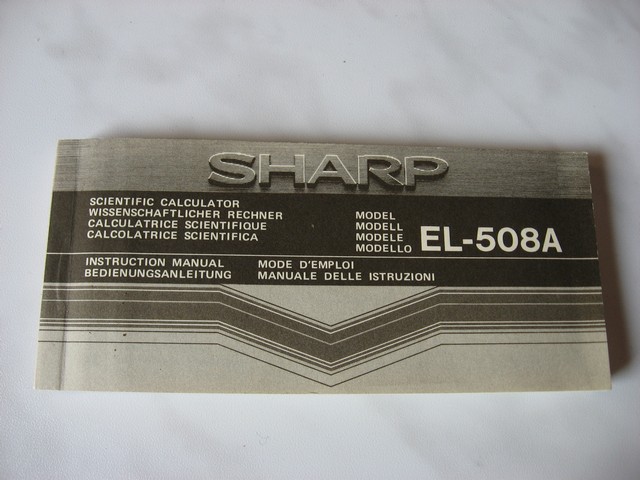 SHARP
SCIENTIFIC CALCULATOR
WISSENSCHAFTLICHER RECHNER
CALCULATRICE SCIENTIFIQUE
CALCOLATRICE SCIENTIFICA
MODEL
MODELL
MODELE
MODELLO
EL-508A
INSTRUCTION MANUAL MODE D'EMPLOI
BEDIENUNGSANLEITUNG MANUALE DELLE ISTRUZIONI